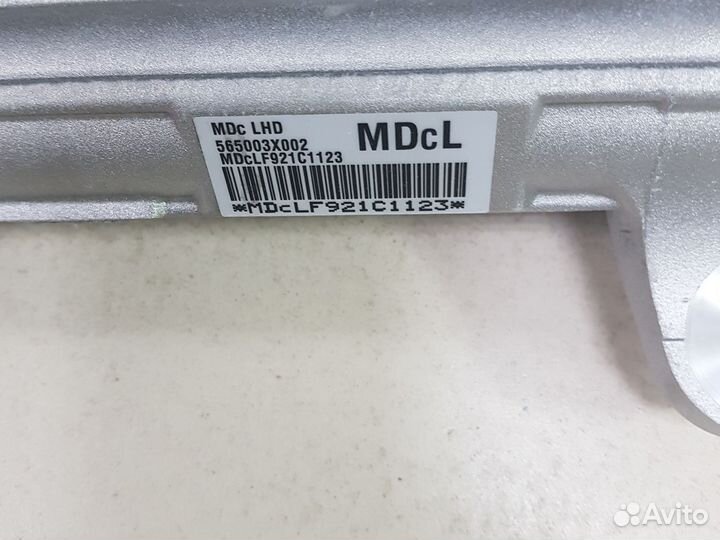 MDc LHD
565003X002
MDcL
MDcLF921C1123
*MDcLF921C1123*
Avito